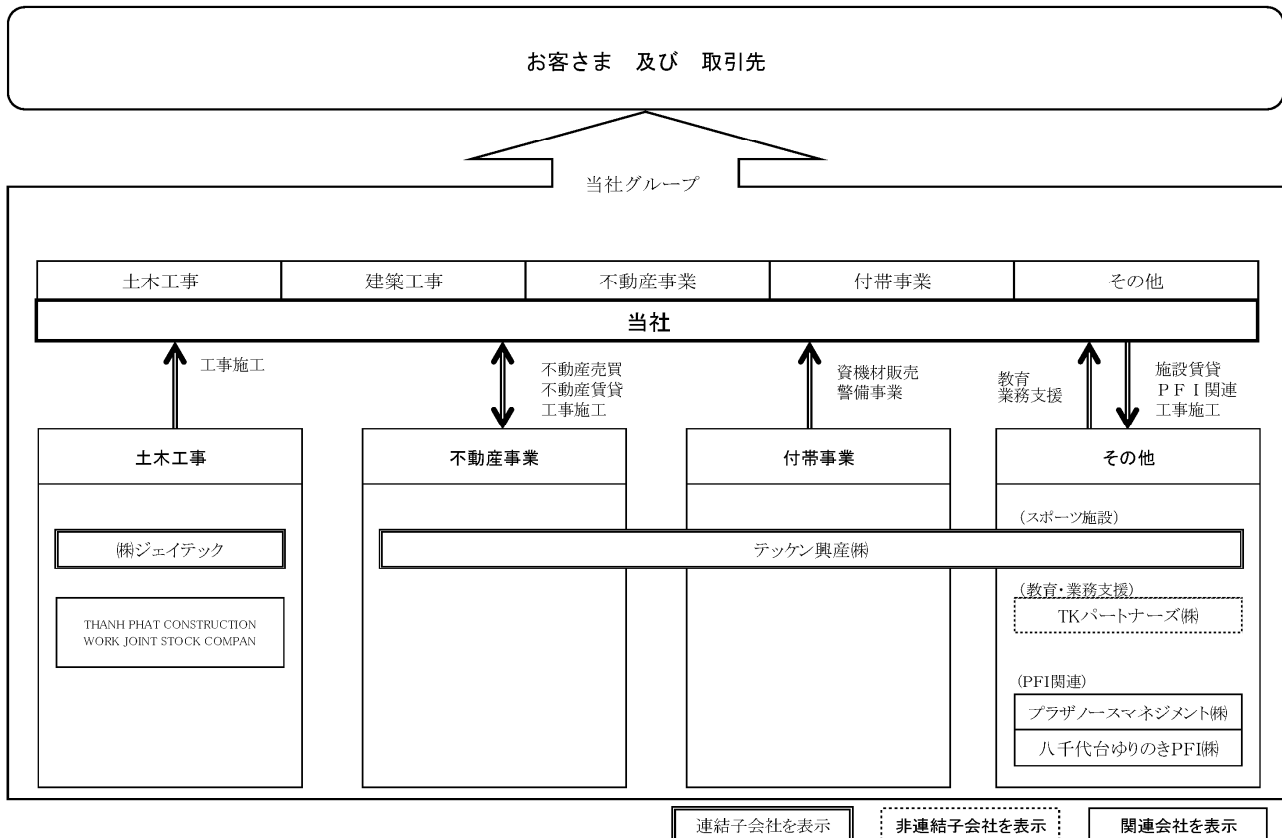 お客さま 及び 取引先
当社グループ
土木工事 建築工事 不動産事業 付帯事業 その他
当社
工事施工
不動産売買
不動産賃貸
工事施工
資機材販売
警備事業
教育
業務支援
施設賃貸
PFI関連
工事施工
土木工事 不動産事業 付帯事業 その他
㈱ジェイテック
THANH PHAT CONSTRUCTION
WORK JOINT STOCK COMPAN
テッケン興産㈱
(スポーツ施設)
(教育・業務支援)
TKパートナーズ㈱
(PFI関連)
プラザノースマネジメント㈱
八千代台ゆりのきPFI㈱
連結子会社を表示 非連結子会社を表示 関連会社を表示